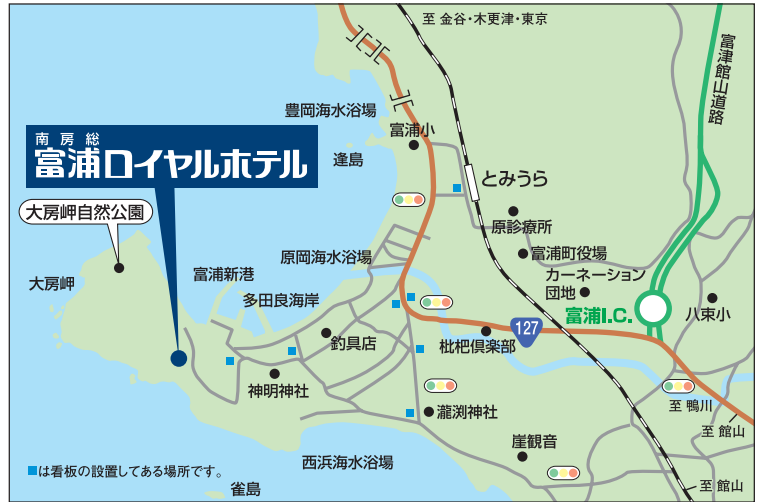 至 金谷・木更津・東京
富津館山道路
豊岡海水浴場
富浦小
南房総
富浦ロイヤルホテル
逢島
とみうら
大房岬自然公園
原診療所
原岡海水浴場
富浦町役場
富浦新港
大房岬
カーネーション
団地
多田良海岸
富浦I.C.
八束小
127
釣具店
枇杷倶楽部
神明神社
至 鴨川
瀧渕神社
至 館山
崖観音
西浜海水浴場
■は看板の設置してある場所です。
至 館山
雀島